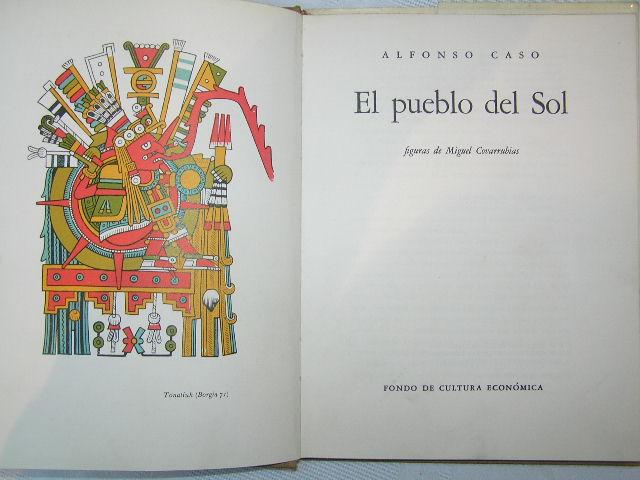 Tonatiuh (Borgia 71)
ALFONSO CASO
El pueblo del Sol
figuras de Miguel Covarrubias
FONDO DE CULTURA ECONÓMICA